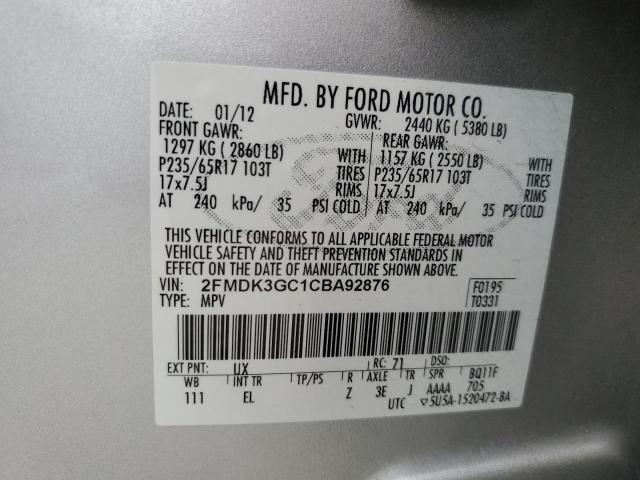 MFD. BY FORD MOTOR CO.
DATE: 01/12 GVWR: 2440 KG ( 5380 LB)
FRONT GAWR: REAR GAWR:
1297 KG ( 2860 LB) WITH 1157 KG ( 2550 LB) WITH
P235/65R17 103T TIRES P235/65R17 103T TIRES
17x7.5J RIMS 17x7.5J RIMS
AT 240 kPa/ 35 PSI COLD AT 240 kPa/ 35 PSI COLD
THIS VEHICLE CONFORMS TO ALL APPLICABLE FEDERAL MOTOR
VEHICLE SAFETY AND THEFT PREVENTION STANDARDS IN
EFFECT ON THE DATE OF MANUFACTURE SHOWN ABOVE.
VIN: 2FMDK3GC1CBA92876 F0195
TYPE: MPV T0331
EXT PNT: UX RC: 71 DSO:
WB INT TR TP/PS R AXLE TR SPR BQ11F
111 EL Z 3E J AAAA 705
UTC ▽5U5A-1520472-BA